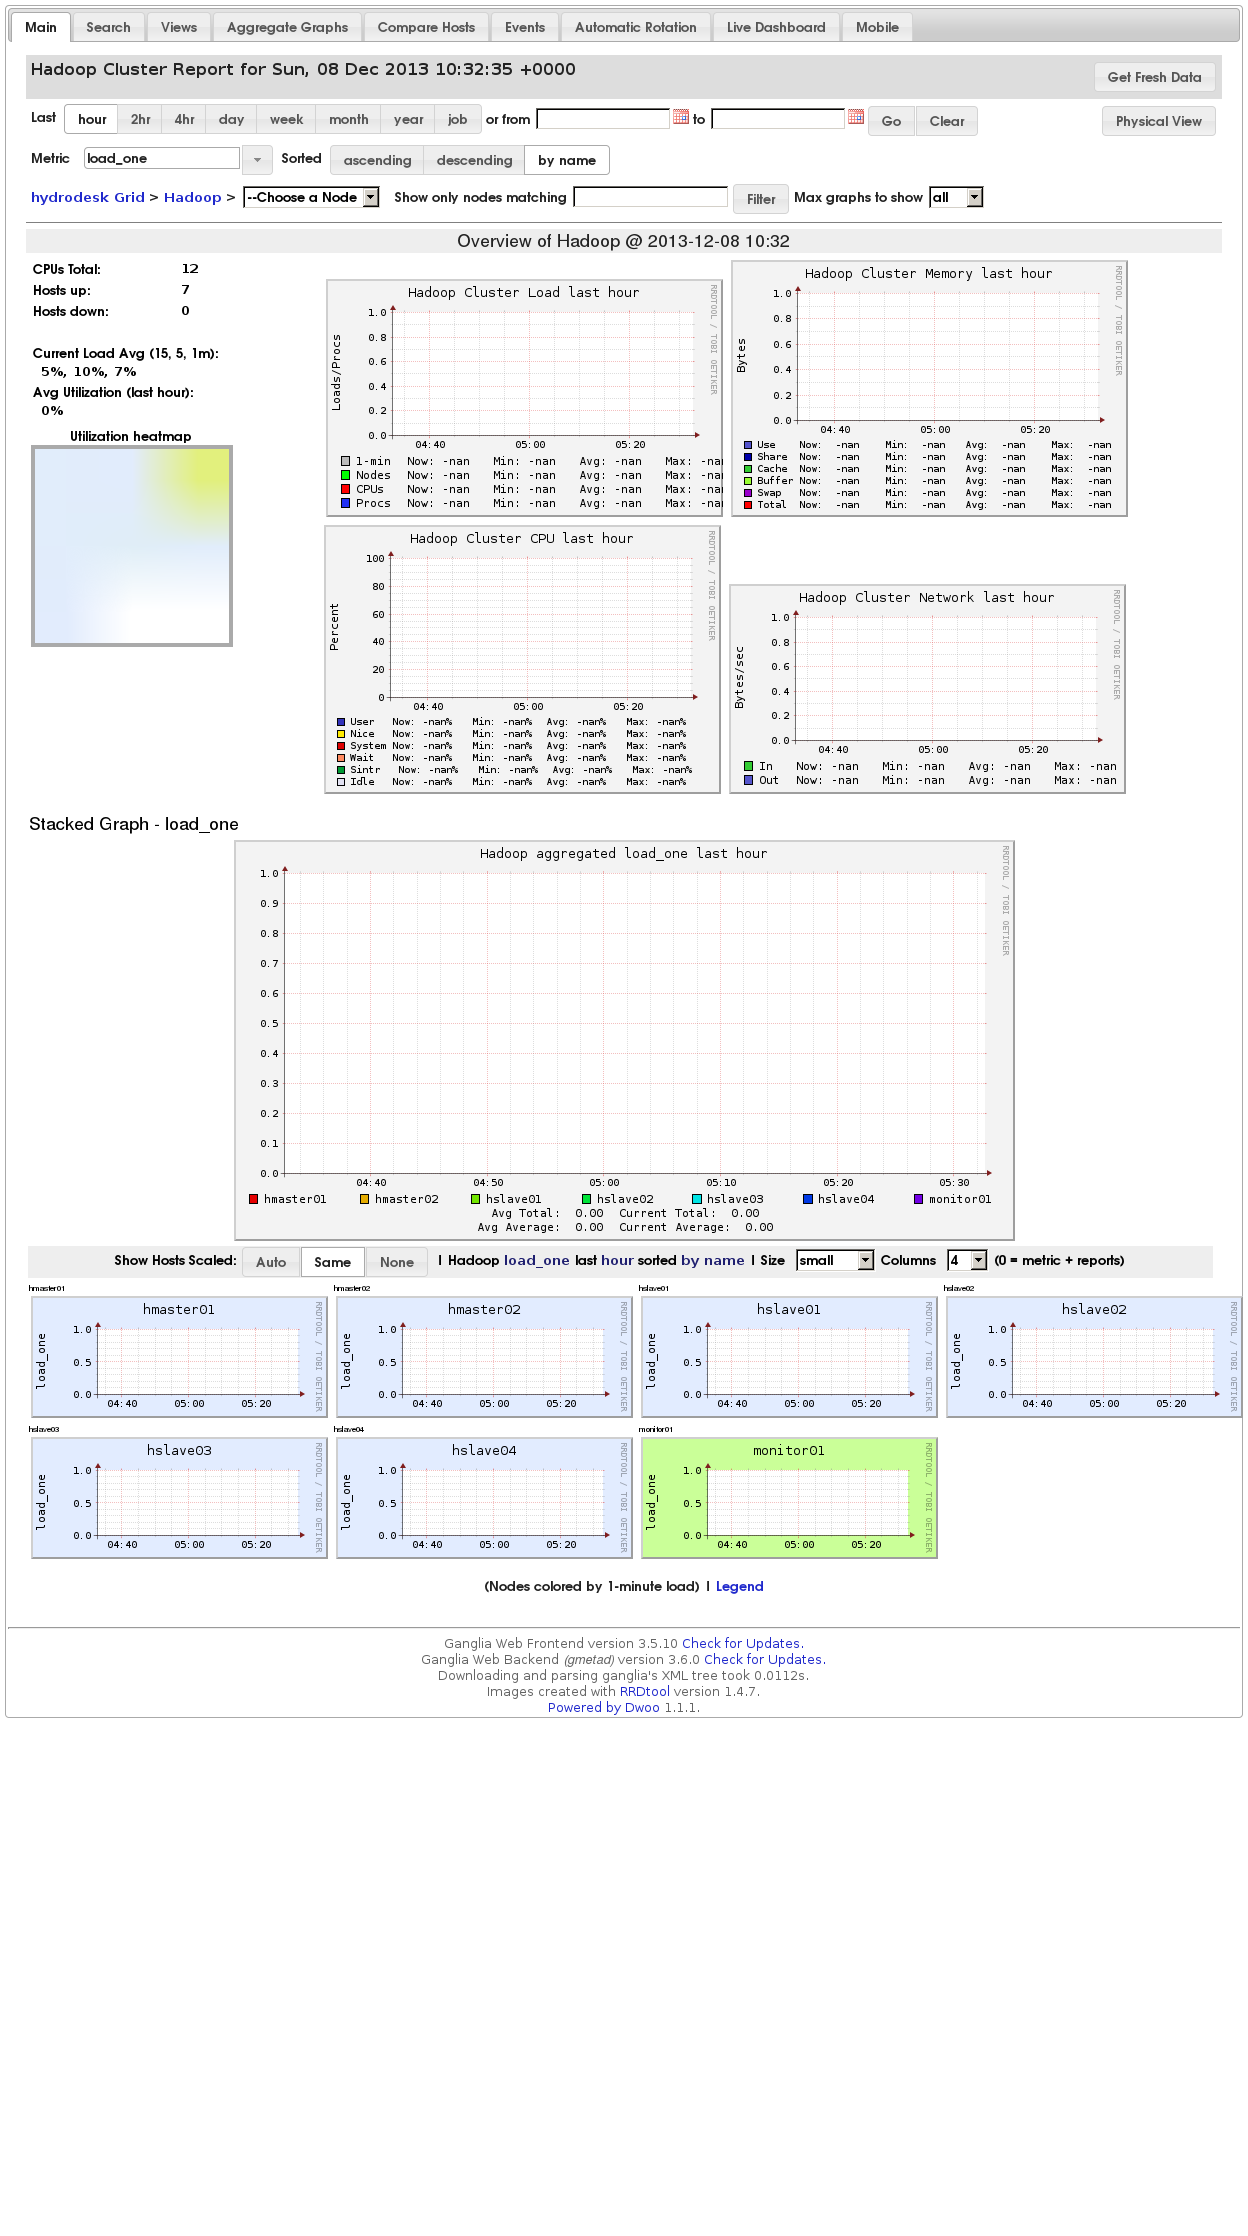 Main Search Views Aggregate Graphs Compare Hosts Events Automatic Rotation Live Dashboard Mobile
Hadoop Cluster Report for Sun, 08 Dec 2013 10:32:35 +0000
Get Fresh Data
Last hour 2hr 4hr day week month year job or from to Go Clear Physical View
Metric load_one Sorted ascending descending by name
hydrodesk Grid > Hadoop > --Choose a Node Show only nodes matching Filter Max graphs to show all
Overview of Hadoop @ 2013-12-08 10:32
CPUs Total: 12
Hosts up: 7
Hosts down: 0
Current Load Avg (15, 5, 1m):
5%, 10%, 7%
Avg Utilization (last hour):
0%
Utilization heatmap
Hadoop Cluster Load last hour
RRDTOOL / TOBI OETIKER
Loads/Procs
1.0
0.8
0.6
0.4
0.2
0.0
04:40 05:00 05:20
1-min Now: -nan Min: -nan Avg: -nan Max: -nan
Nodes Now: -nan Min: -nan Avg: -nan Max: -nan
CPUs Now: -nan Min: -nan Avg: -nan Max: -nan
Procs Now: -nan Min: -nan Avg: -nan Max: -nan
Hadoop Cluster Memory last hour
RRDTOOL / TOBI OETIKER
Bytes
1.0
0.8
0.6
0.4
0.2
0.0
04:40 05:00 05:20
Use Now: -nan Min: -nan Avg: -nan Max: -nan
Share Now: -nan Min: -nan Avg: -nan Max: -nan
Cache Now: -nan Min: -nan Avg: -nan Max: -nan
Buffer Now: -nan Min: -nan Avg: -nan Max: -nan
Swap Now: -nan Min: -nan Avg: -nan Max: -nan
Total Now: -nan Min: -nan Avg: -nan Max: -nan
Hadoop Cluster CPU last hour
RRDTOOL / TOBI OETIKER
Percent
100
80
60
40
20
0
04:40 05:00 05:20
User Now: -nan% Min: -nan% Avg: -nan% Max: -nan%
Nice Now: -nan% Min: -nan% Avg: -nan% Max: -nan%
System Now: -nan% Min: -nan% Avg: -nan% Max: -nan%
Wait Now: -nan% Min: -nan% Avg: -nan% Max: -nan%
Sintr Now: -nan% Min: -nan% Avg: -nan% Max: -nan%
Idle Now: -nan% Min: -nan% Avg: -nan% Max: -nan%
Hadoop Cluster Network last hour
RRDTOOL / TOBI OETIKER
Bytes/sec
1.0
0.8
0.6
0.4
0.2
0.0
04:40 05:00 05:20
In Now: -nan Min: -nan Avg: -nan Max: -nan
Out Now: -nan Min: -nan Avg: -nan Max: -nan
Stacked Graph - load_one
Hadoop aggregated load_one last hour
RRDTOOL / TOBI OETIKER
1.0
0.9
0.8
0.7
0.6
0.5
0.4
0.3
0.2
0.1
0.0
04:40 04:50 05:00 05:10 05:20 05:30
hmaster01 hmaster02 hslave01 hslave02 hslave03 hslave04 monitor01
Avg Total: 0.00 Current Total: 0.00
Avg Average: 0.00 Current Average: 0.00
Show Hosts Scaled: Auto Same None | Hadoop load_one last hour sorted by name | Size small Columns 4 (0 = metric + reports)
hmaster01
hmaster01
RRDTOOL / TOBI OETIKER
load_one
1.0
0.5
0.0
04:40 05:00 05:20
hmaster02
hmaster02
RRDTOOL / TOBI OETIKER
load_one
1.0
0.5
0.0
04:40 05:00 05:20
hslave01
hslave01
RRDTOOL / TOBI OETIKER
load_one
1.0
0.5
0.0
04:40 05:00 05:20
hslave02
hslave02
RRDTOOL / TOBI OETIKER
load_one
1.0
0.5
0.0
04:40 05:00 05:20
hslave03
hslave03
RRDTOOL / TOBI OETIKER
load_one
1.0
0.5
0.0
04:40 05:00 05:20
hslave04
hslave04
RRDTOOL / TOBI OETIKER
load_one
1.0
0.5
0.0
04:40 05:00 05:20
monitor01
monitor01
RRDTOOL / TOBI OETIKER
load_one
1.0
0.5
0.0
04:40 05:00 05:20
(Nodes colored by 1-minute load) | Legend
Ganglia Web Frontend version 3.5.10 Check for Updates.
Ganglia Web Backend (gmetad) version 3.6.0 Check for Updates.
Downloading and parsing ganglia's XML tree took 0.0112s.
Images created with RRDtool version 1.4.7.
Powered by Dwoo 1.1.1.